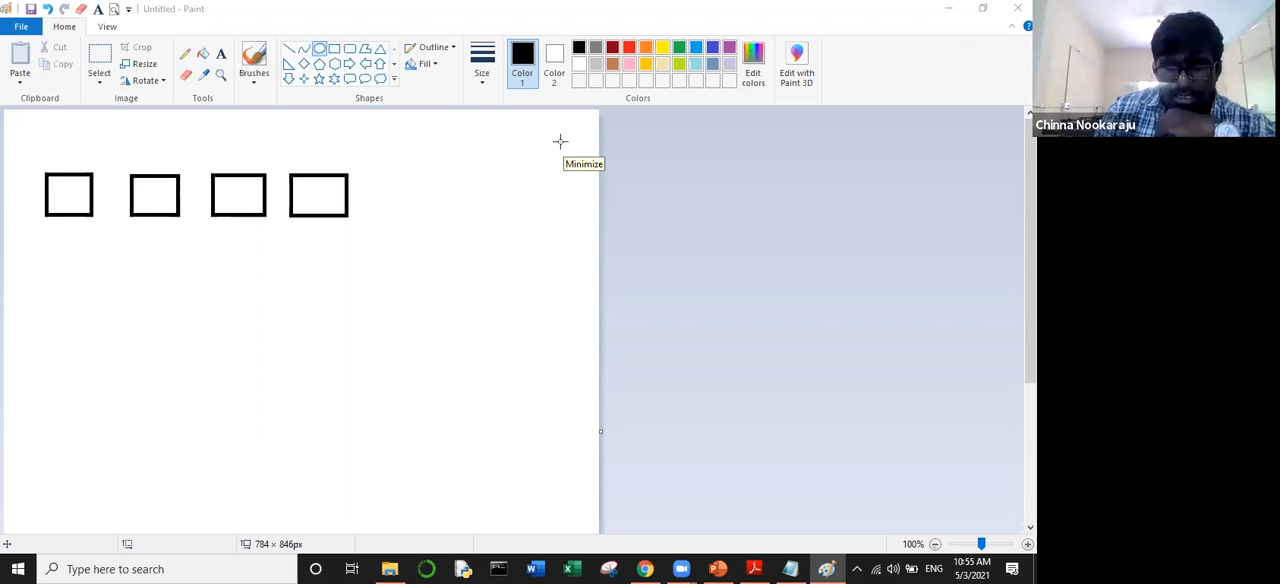 Untitled - Paint
File Home View
Paste
Cut
Copy
Clipboard
Select
Crop
Resize
Rotate
Image
A
Tools
Brushes
Shapes
Outline
Fill
Size
Color 1
Color 2
Edit colors
Colors
Edit with Paint 3D
Chinna Nookaraju
Minimize
784 × 846px
100%
Type here to search
ENG
10:55 AM
5/3/2021